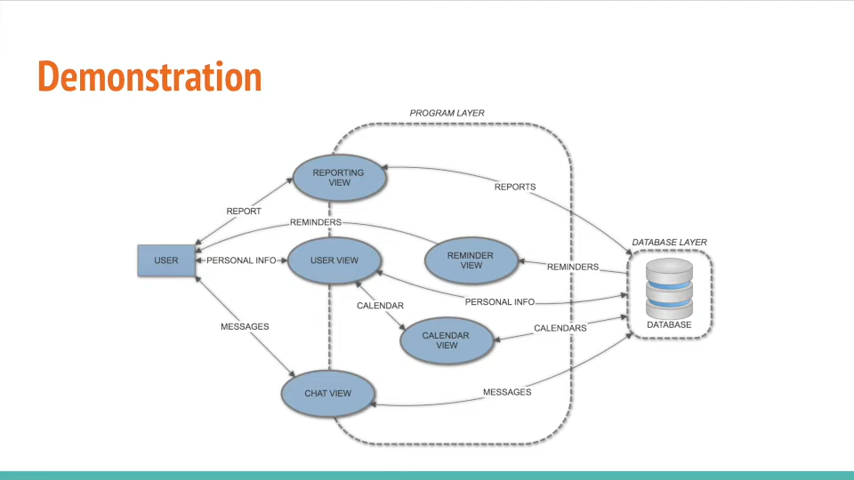 Demonstration
PROGRAM LAYER
REPORTING
VIEW
REPORTS
REPORT
REMINDERS
DATABASE LAYER
USER
PERSONAL INFO
USER VIEW
REMINDER
VIEW
REMINDERS
PERSONAL INFO
CALENDAR
DATABASE
MESSAGES
CALENDAR
VIEW
CALENDARS
CHAT VIEW
MESSAGES